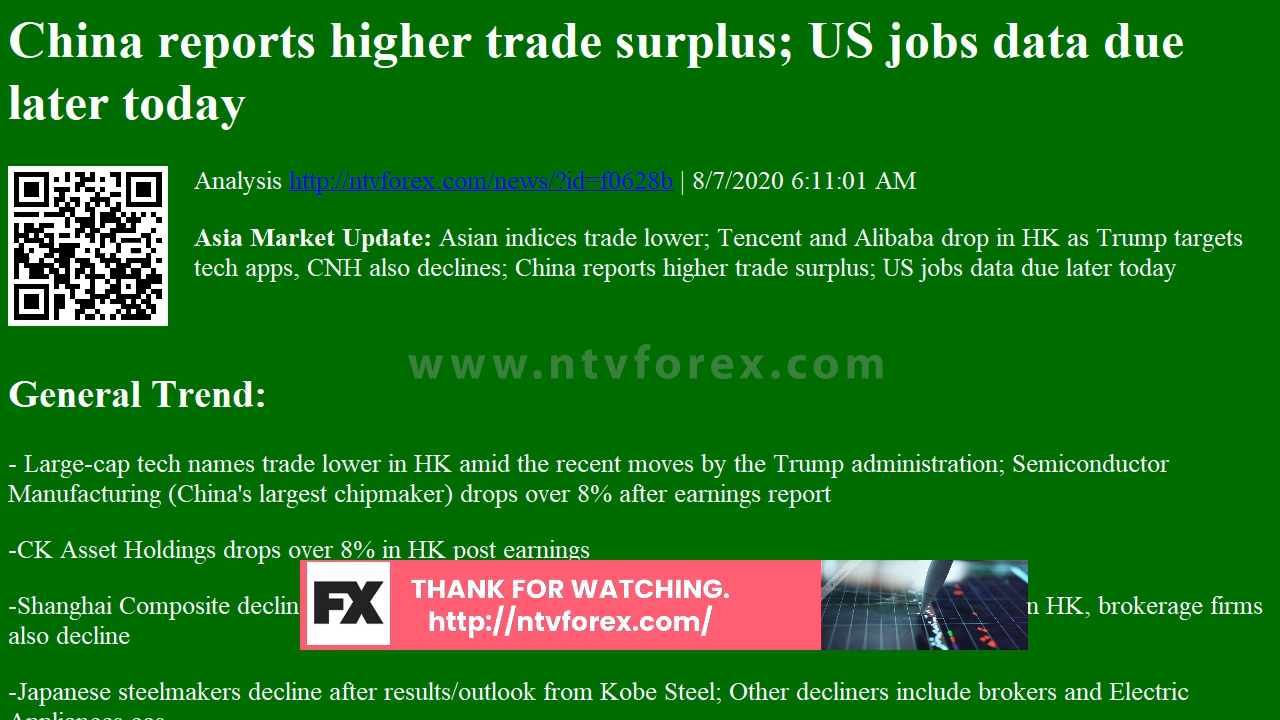 China reports higher trade surplus; US jobs data due
later today
Analysis http://ntvforex.com/news/?id=f0628b | 8/7/2020 6:11:01 AM
Asia Market Update: Asian indices trade lower; Tencent and Alibaba drop in HK as Trump targets
tech apps, CNH also declines; China reports higher trade surplus; US jobs data due later today
www.ntvforex.com
General Trend:
- Large-cap tech names trade lower in HK amid the recent moves by the Trump administration; Semiconductor
Manufacturing (China's largest chipmaker) drops over 8% after earnings report
-CK Asset Holdings drops over 8% in HK post earnings
-Shanghai Composite HK, brokerage firms
also decline
FX
THANK FOR WATCHING.
http://ntvforex.com/
-Japanese steelmakers decline after results/outlook from Kobe Steel; Other decliners include brokers and Electric